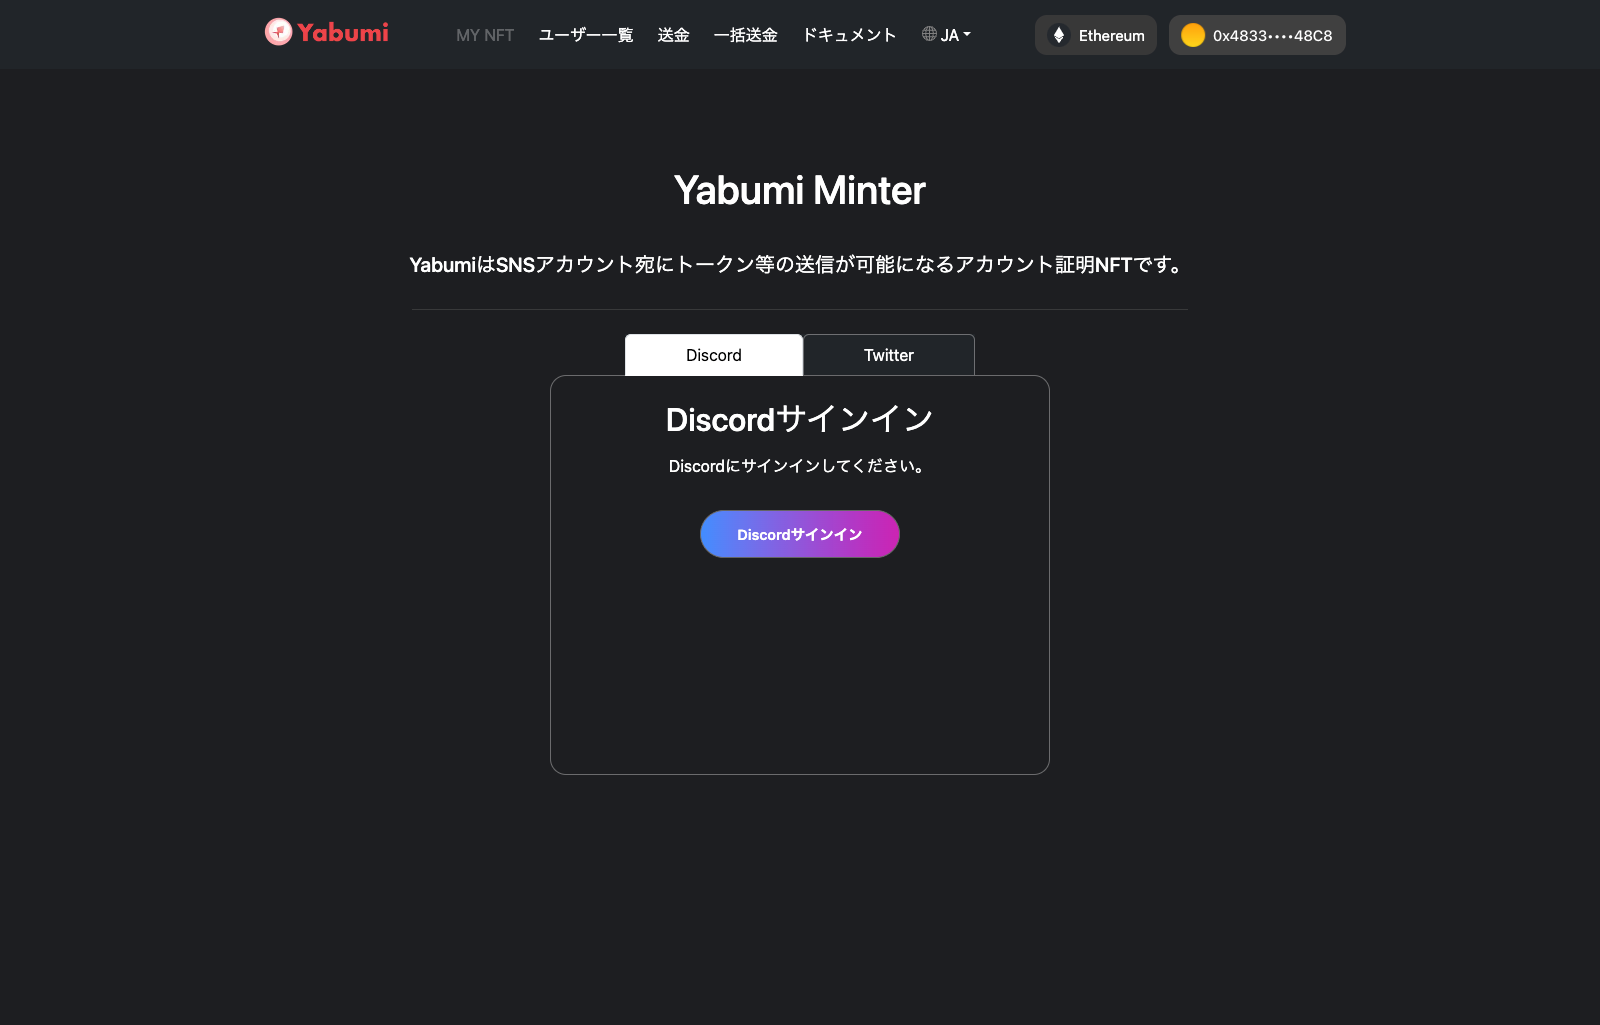 Yabumi
MY NFT ユーザー一覧 送金 一括送金 ドキュメント JA
Ethereum
0x4833••••48C8
Yabumi Minter
YabumiはSNSアカウント宛にトークン等の送信が可能になるアカウント証明NFTです。
Discord
Twitter
Discordサインイン
Discordにサインインしてください。
Discordサインイン